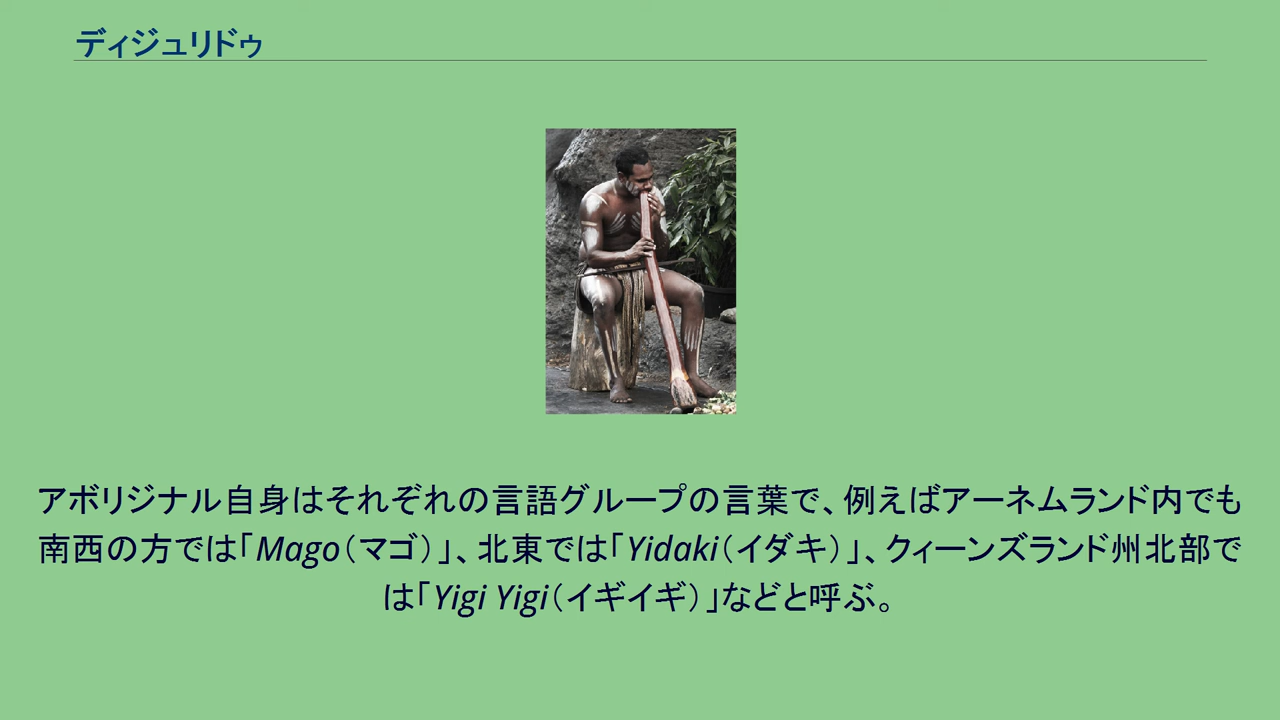 ディジュリドゥ
アボリジナル自身はそれぞれの言語グループの言葉で、例えばアーネムランド内でも
南西の方では「Mago（マゴ）」、北東では「Yidaki（イダキ）」、クィーンズランド州北部で
は「Yigi Yigi（イギイギ）」などと呼ぶ。